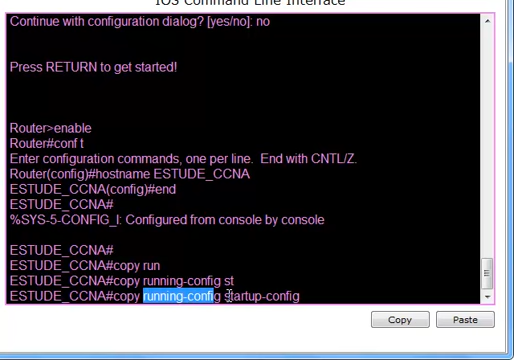 IOS Command Line Interface
Continue with configuration dialog? [yes/no]: no
Press RETURN to get started!
Router>enable
Router#conf t
Enter configuration commands, one per line.  End with CNTL/Z.
Router(config)#hostname ESTUDE_CCNA
ESTUDE_CCNA(config)#end
ESTUDE_CCNA#
%SYS-5-CONFIG_I: Configured from console by console
ESTUDE_CCNA#
ESTUDE_CCNA#copy run
ESTUDE_CCNA#copy running-config st
ESTUDE_CCNA#copy running-config startup-config
Copy
Paste